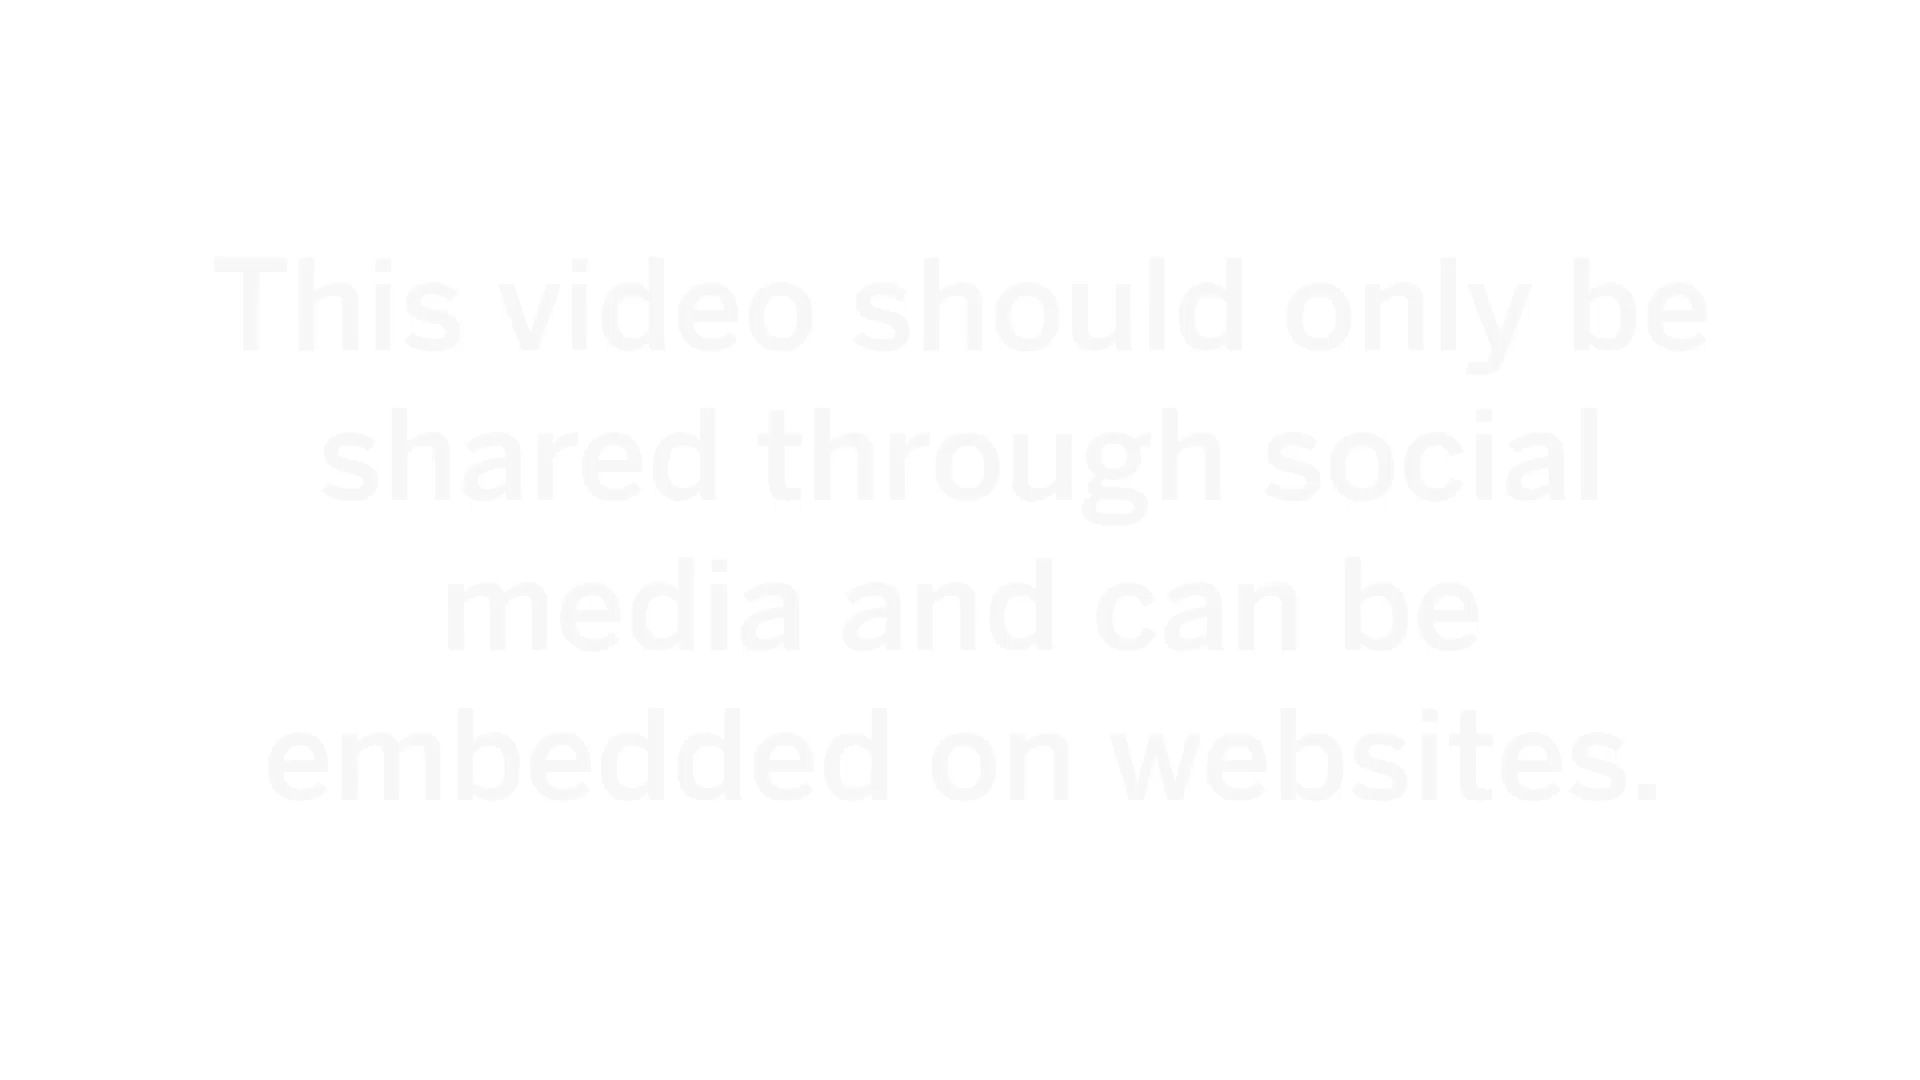 This video should only be
shared through social
media and can be
embedded on websites.